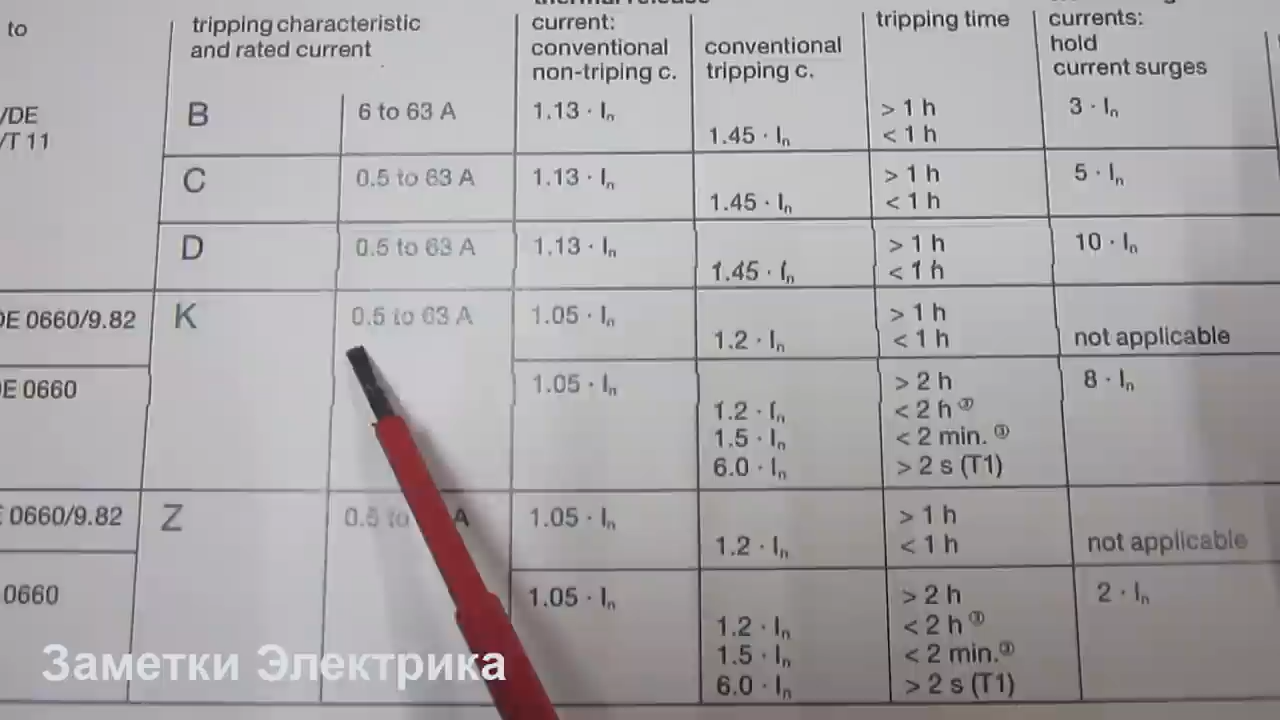 to
tripping characteristic
and rated current
current:
conventional
non-triping c.
conventional
tripping c.
tripping time
currents:
hold
current surges
/DE
/T 11
B 6 to 63 A 1.13 · In > 1 h 3 · In
1.45 · In < 1 h
C 0.5 to 63 A 1.13 · In > 1 h 5 · In
1.45 · In < 1 h
D 0.5 to 63 A 1.13 · In > 1 h 10 · In
1.45 · In < 1 h
DE 0660/9.82 K 0.5 to 63 A 1.05 · In > 1 h
1.2 · In < 1 h not applicable
E 0660 1.05 · In > 2 h 8 · In
1.2 · In < 2 h
1.5 · In < 2 min.
6.0 · In > 2 s (T1)
0660/9.82 Z 0.5 to A 1.05 · In > 1 h
1.2 · In < 1 h not applicable
0660 1.05 · In > 2 h 2 · In
1.2 · In < 2 h
1.5 · In < 2 min.
6.0 · In > 2 s (T1)
Заметки Электрика